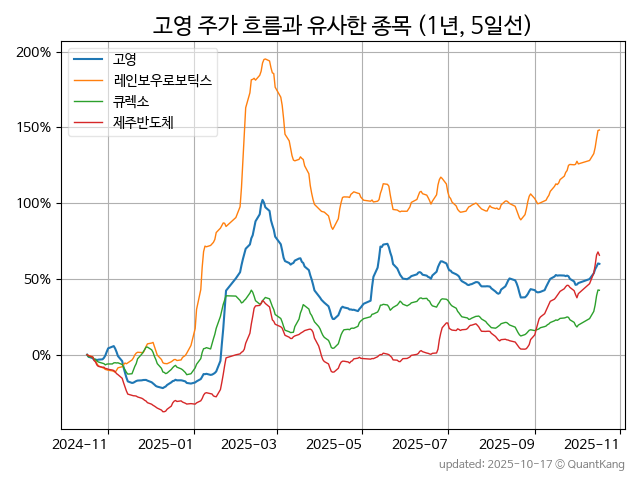 고영 주가 흐름과 유사한 종목 (1년, 5일선)
고영
레인보우로보틱스
큐렉소
제주반도체
200%
150%
100%
50%
0%
2024-11
2025-01
2025-03
2025-05
2025-07
2025-09
2025-11
updated: 2025-10-17 © QuantKang